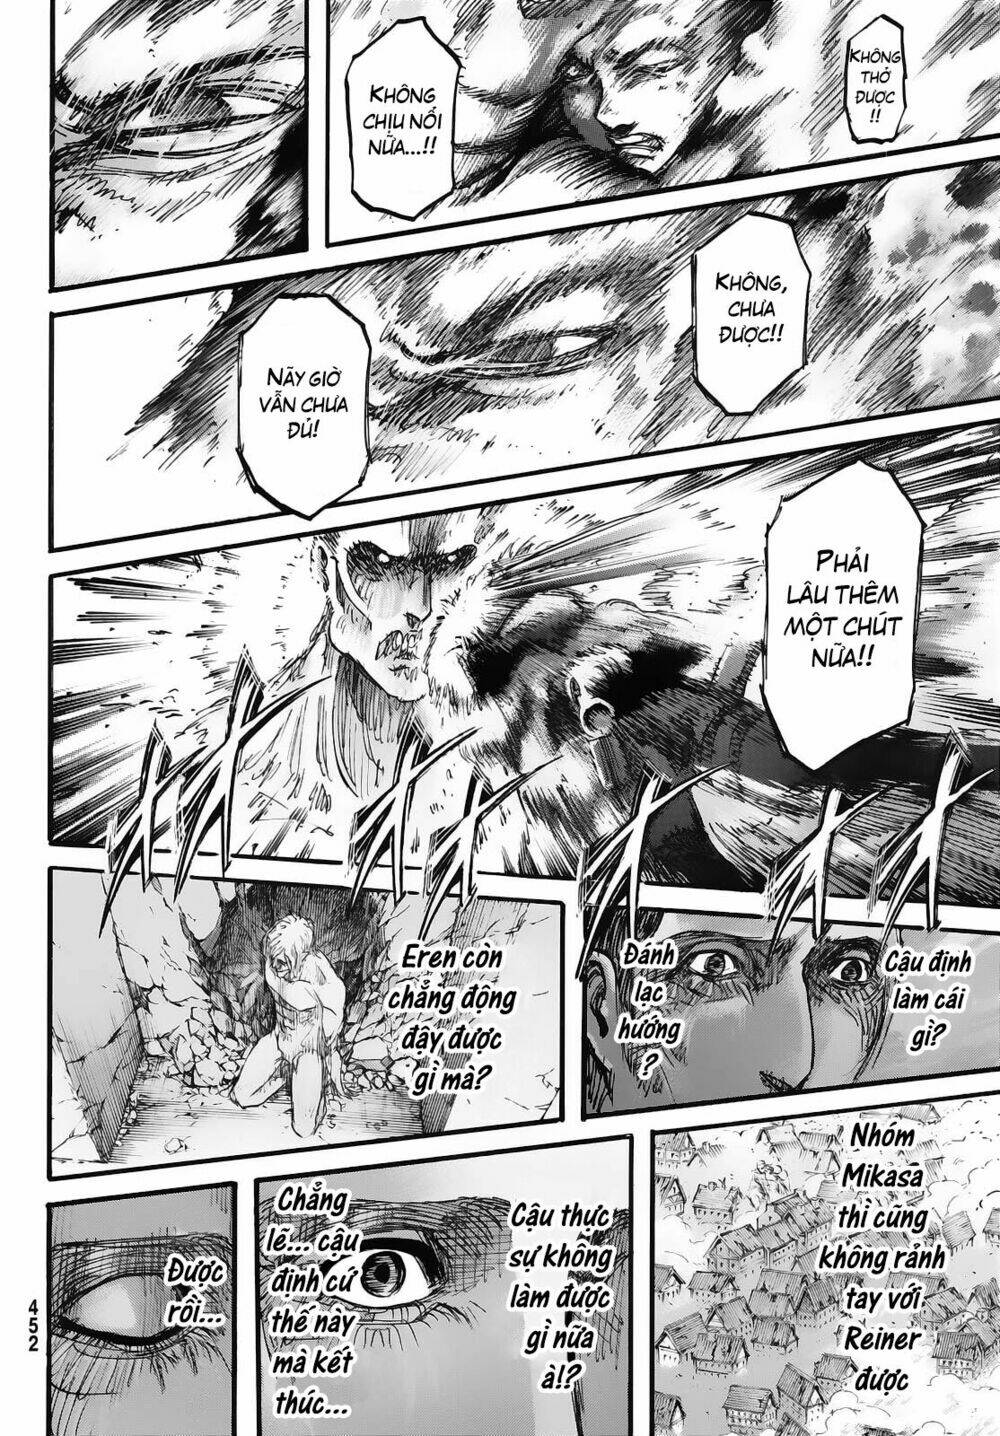 KHÔNG
THỞ
ĐƯỢC
!!
KHÔNG
CHỊU NỔI
NỮA...!!
KHÔNG,
CHƯA
ĐƯỢC!!
NÃY GIỜ
VẪN CHƯA
ĐỦ!
PHẢI
LÂU THÊM
MỘT CHÚT
NỮA!!
Cậu định
làm cái
gì?
Đánh
lạc
hướng
?
Eren còn
chẳng động
đậy được
gì mà?
Nhóm
Mikasa
thì cũng
không rảnh
tay với
Reiner
được
Cậu thực
sự không
làm được
gì nữa
à!?
Chẳng
lẽ... cậu
định cứ
thế này
mà kết
thúc...
Được
rồi...
452